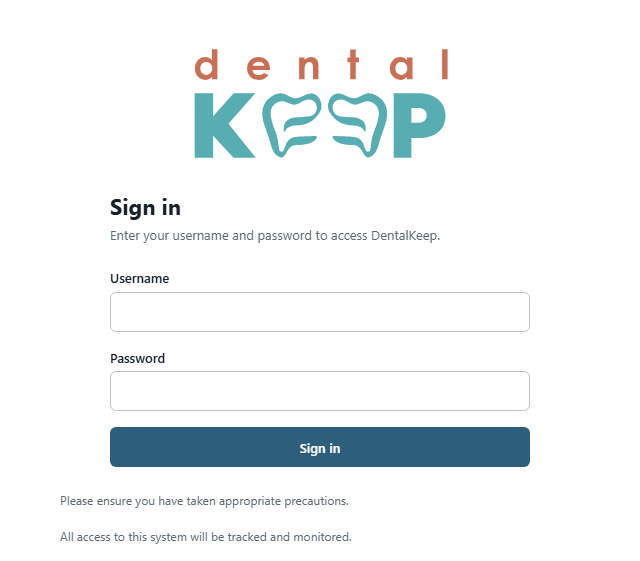 dental
KEEP
Sign in
Enter your username and password to access DentalKeep.
Username
Password
Sign in
Please ensure you have taken appropriate precautions.
All access to this system will be tracked and monitored.